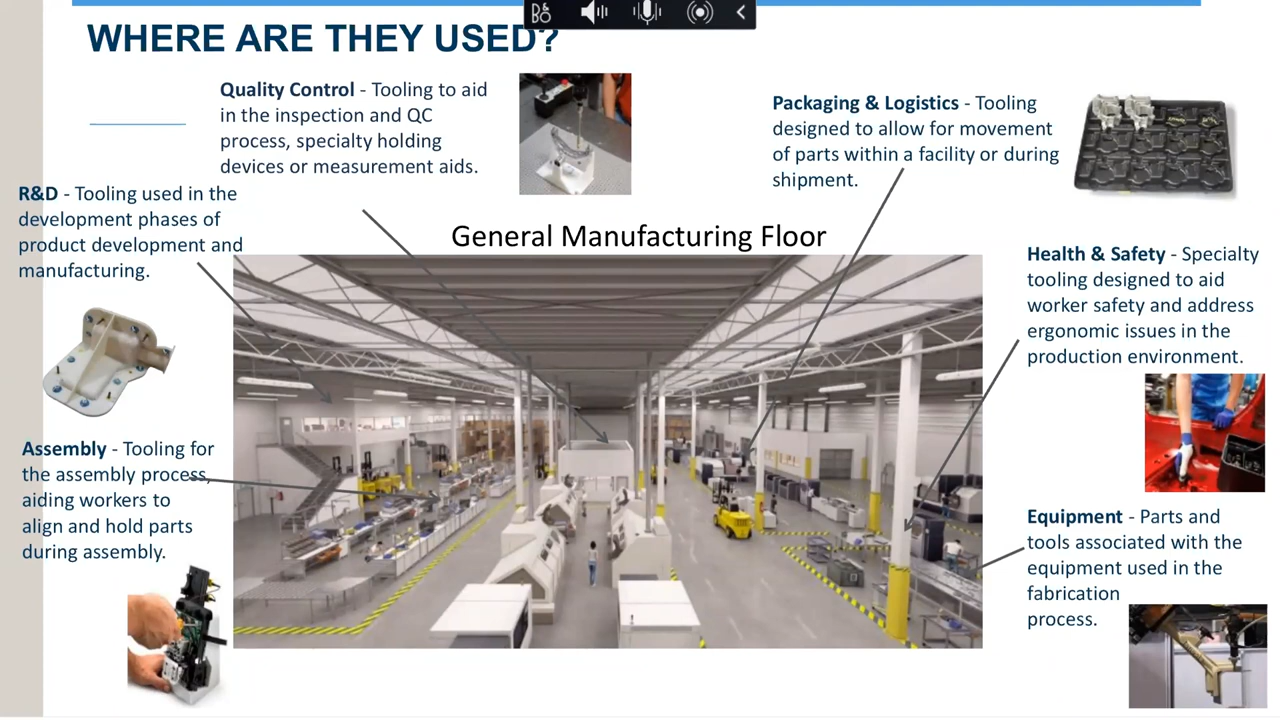 WHERE ARE THEY USED?
Quality Control - Tooling to aid
in the inspection and QC
process, specialty holding
devices or measurement aids.
Packaging & Logistics - Tooling
designed to allow for movement
of parts within a facility or during
shipment.
R&D - Tooling used in the
development phases of
product development and
manufacturing.
General Manufacturing Floor
Health & Safety - Specialty
tooling designed to aid
worker safety and address
ergonomic issues in the
production environment.
Assembly - Tooling for
the assembly process,
aiding workers to
align and hold parts
during assembly.
Equipment - Parts and
tools associated with the
equipment used in the
fabrication
process.